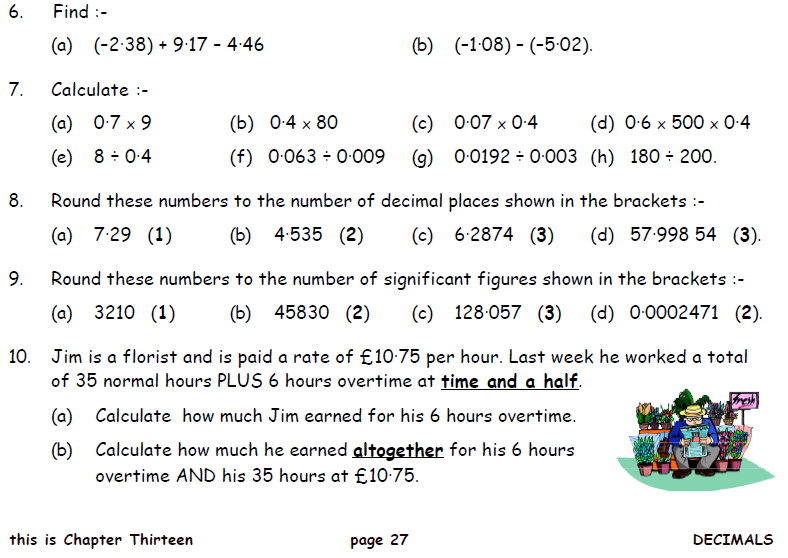 6. Find :-
(a) (-2·38) + 9·17 - 4·46 (b) (-1·08) - (-5·02).
7. Calculate :-
(a) 0·7 x 9 (b) 0·4 x 80 (c) 0·07 x 0·4 (d) 0·6 x 500 x 0·4
(e) 8 ÷ 0·4 (f) 0·063 ÷ 0·009 (g) 0·0192 ÷ 0·003 (h) 180 ÷ 200.
8. Round these numbers to the number of decimal places shown in the brackets :-
(a) 7·29 (1) (b) 4·535 (2) (c) 6·2874 (3) (d) 57·998 54 (3).
9. Round these numbers to the number of significant figures shown in the brackets :-
(a) 3210 (1) (b) 45830 (2) (c) 128·057 (3) (d) 0·0002471 (2).
10. Jim is a florist and is paid a rate of £10·75 per hour. Last week he worked a total
of 35 normal hours PLUS 6 hours overtime at time and a half.
(a) Calculate how much Jim earned for his 6 hours overtime.
fresh
(b) Calculate how much he earned altogether for his 6 hours
overtime AND his 35 hours at £10·75.
this is Chapter Thirteen page 27 DECIMALS